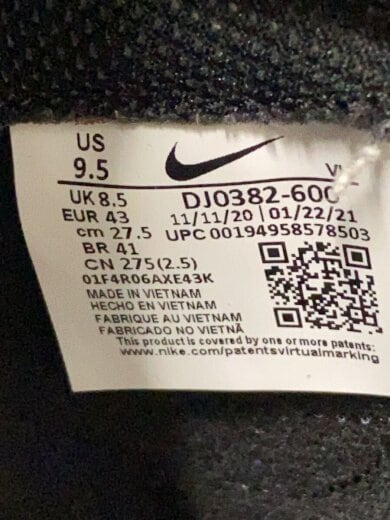 US
9.5
UK 8.5
EUR 43
cm 27.5
BR 41
CN 275(2.5)
01F4R06AXE43K
DJ0382-600
11/11/20 | 01/22/21
UPC 00194958578503
MADE IN VIETNAM
HECHO EN VIETNAM
FABRIQUE AU VIETNAM
FABRICADO NO VIETNÃ
This product is covered by one or more patents:
www.nike.com/patentsvirtualmarking